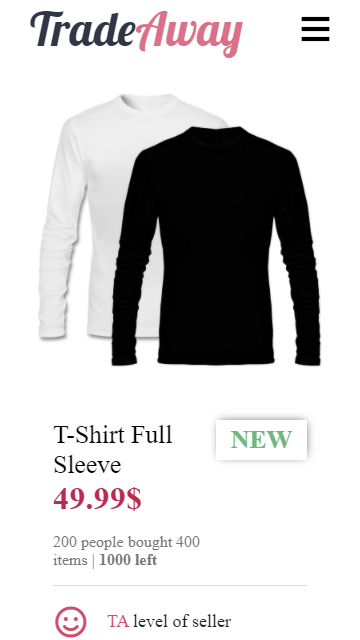 TradeAway
T-Shirt Full
Sleeve
NEW
49.99$
200 people bought 400
items | 1000 left
TA level of seller